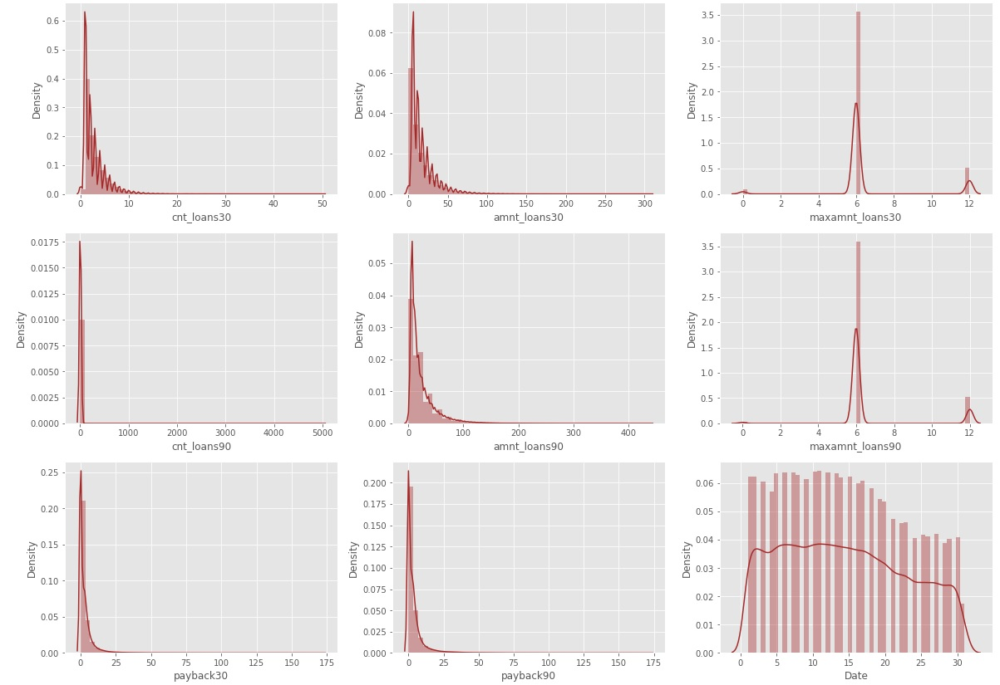 0.6
0.5
0.4
0.3
0.2
0.1
0.0
Density
0 10 20 30 40 50
cnt_loans30
0.08
0.06
0.04
0.02
0.00
Density
0 50 100 150 200 250 300
amnt_loans30
3.5
3.0
2.5
2.0
1.5
1.0
0.5
0.0
Density
0 2 4 6 8 10 12
maxamnt_loans30
0.0175
0.0150
0.0125
0.0100
0.0075
0.0050
0.0025
0.0000
Density
0 1000 2000 3000 4000 5000
cnt_loans90
0.05
0.04
0.03
0.02
0.01
0.00
Density
0 100 200 300 400
amnt_loans90
3.5
3.0
2.5
2.0
1.5
1.0
0.5
0.0
Density
0 2 4 6 8 10 12
maxamnt_loans90
0.25
0.20
0.15
0.10
0.05
0.00
Density
0 25 50 75 100 125 150 175
payback30
0.200
0.175
0.150
0.125
0.100
0.075
0.050
0.025
0.000
Density
0 25 50 75 100 125 150 175
payback90
0.06
0.05
0.04
0.03
0.02
0.01
0.00
Density
0 5 10 15 20 25 30
Date